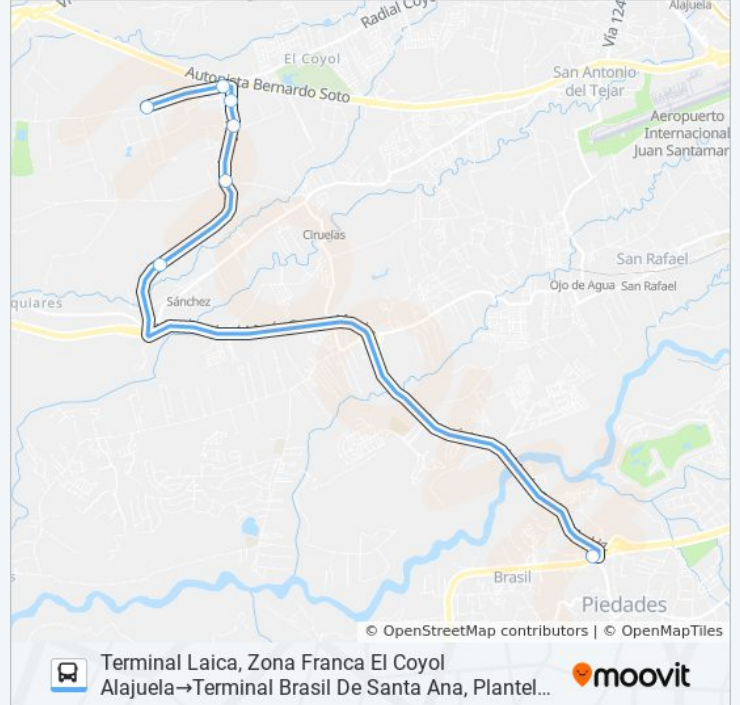 Radial Coy
Alajuela
Vía 124
El Coyol
Autopista Bernardo Soto
San Antonio
del Tejar
Aeropuerto
Internacional
Juan Santamar
Ciruelas
San Rafael
Ojo de Agua
San Rafael
quiares
Sánchez
Brasil
Piedades
© OpenStreetMap contributors | © OpenMapTiles
Terminal Laica, Zona Franca El Coyol
Alajuela→Terminal Brasil De Santa Ana, Plantel...
moovit